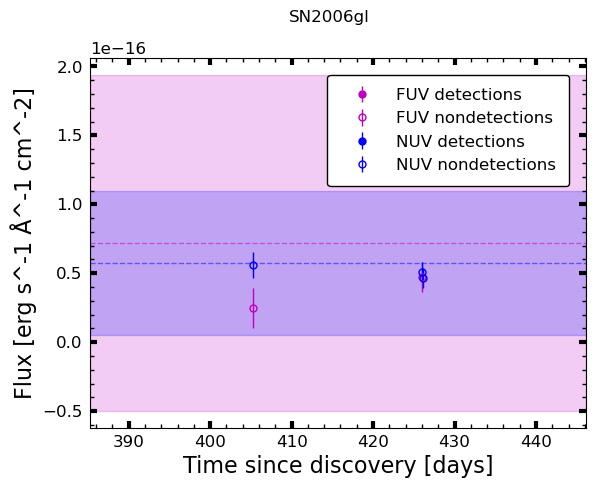 SN2006gl
1e−16
2.0
1.5
1.0
0.5
0.0
−0.5
Flux [erg s^-1 Å^-1 cm^-2]
FUV detections
FUV nondetections
NUV detections
NUV nondetections
390 400 410 420 430 440
Time since discovery [days]